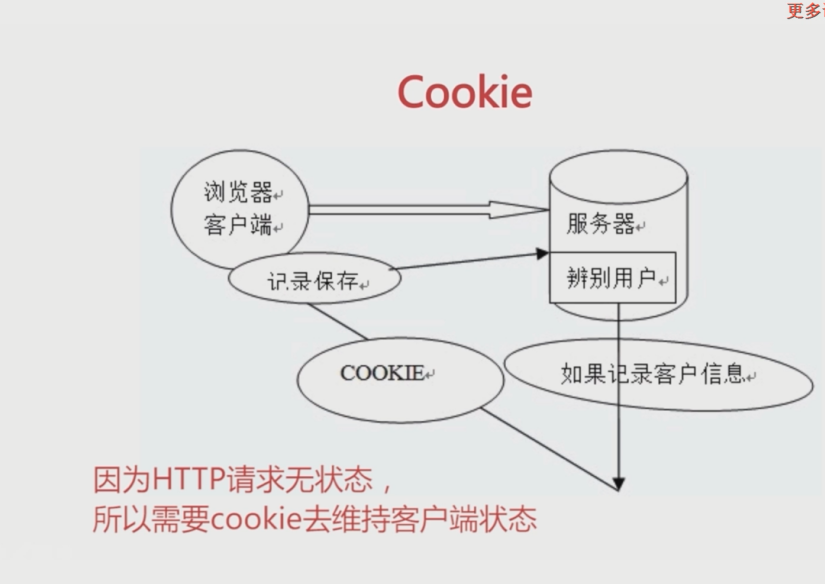 更多
Cookie
浏览器
客户端
服务器
记录保存
辨别用户
COOKIE
如果记录客户信息
因为HTTP请求无状态，
所以需要cookie去维持客户端状态